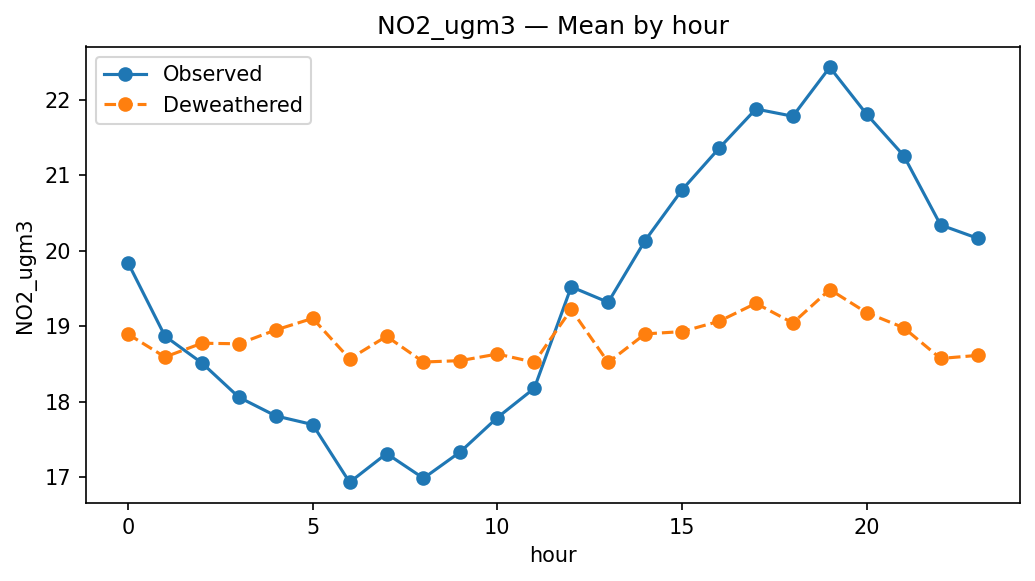 NO2_ugm3 — Mean by hour
Observed
Deweathered
NO2_ugm3
22
21
20
19
18
17
0 5 10 15 20
hour